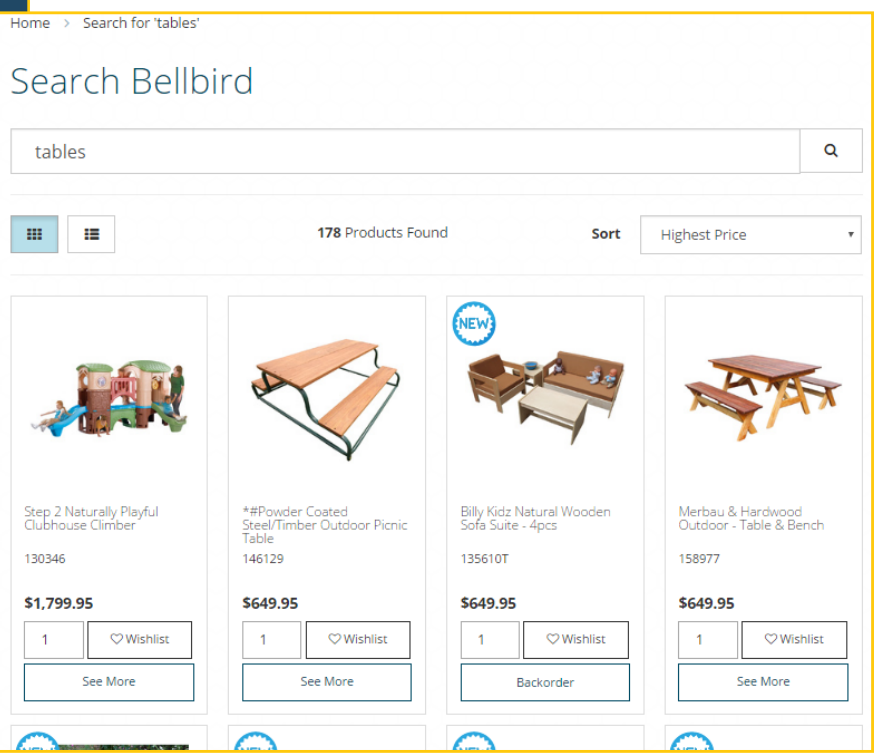 Home > Search for 'tables'
Search Bellbird
tables
178 Products Found
Sort
Highest Price
NEW
Step 2 Naturally Playful
Clubhouse Climber
130346
$1,799.95
1
Wishlist
See More
*#Powder Coated
Steel/Timber Outdoor Picnic
Table
146129
$649.95
1
Wishlist
See More
Billy Kidz Natural Wooden
Sofa Suite - 4pcs
135610T
$649.95
1
Wishlist
Backorder
Merbau & Hardwood
Outdoor - Table & Bench
158977
$649.95
1
Wishlist
See More